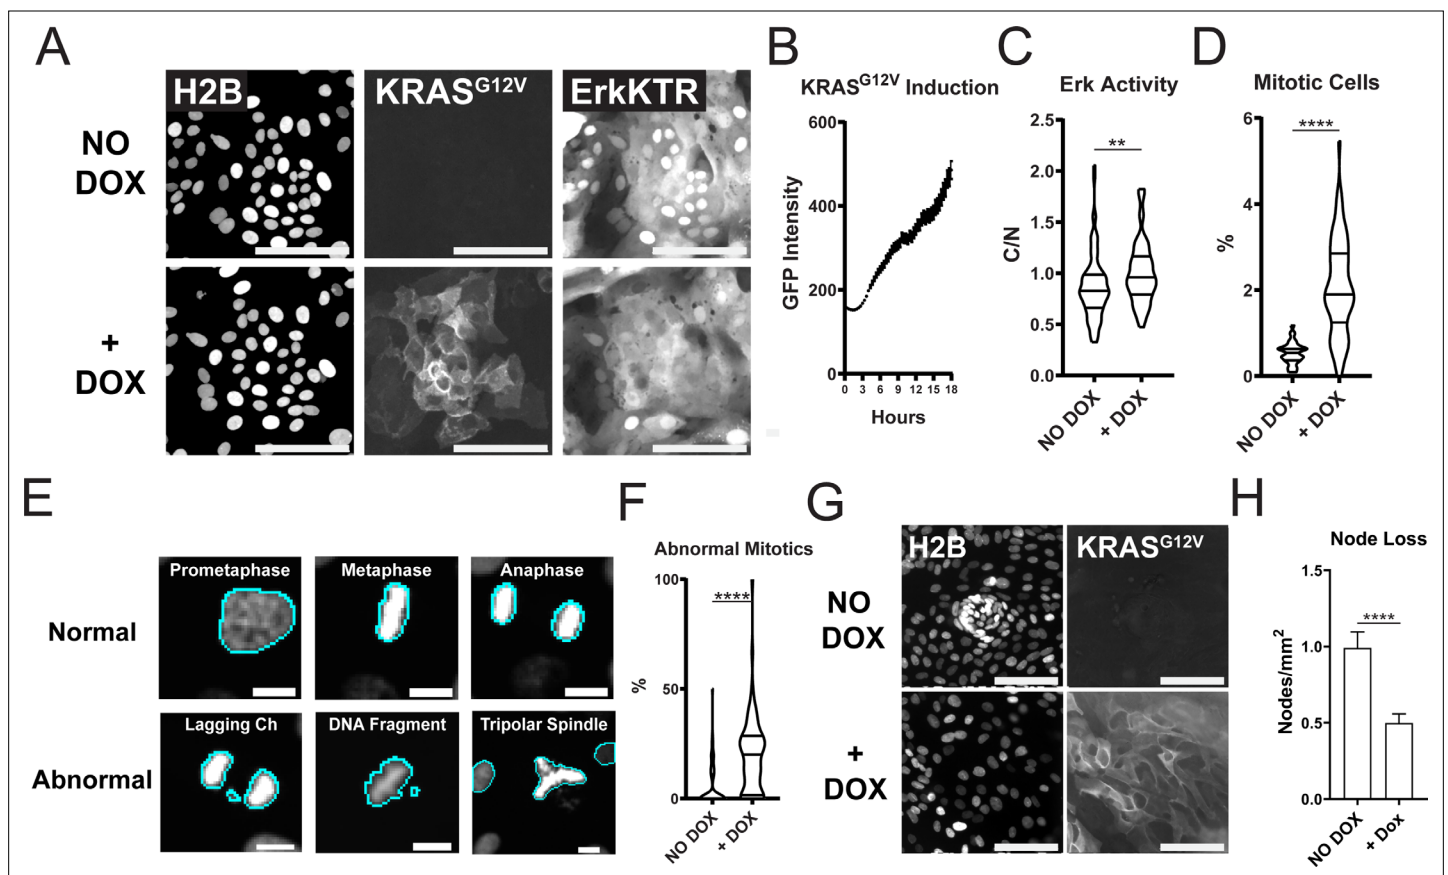 A
H2B
KRAS^G12V
ErkKTR
NO
DOX
+
DOX
B
KRAS^G12V Induction
GFP Intensity
600
400
200
0
0 3 6 9 12 15 18
Hours
C
Erk Activity
**
C/N
2.5
2.0
1.5
1.0
0.5
0.0
NO DOX
+ DOX
D
Mitotic Cells
****
%
6
4
2
0
NO DOX
+ DOX
E
Normal
Prometaphase
Metaphase
Anaphase
Abnormal
Lagging Ch
DNA Fragment
Tripolar Spindle
F
Abnormal Mitotics
****
%
100
50
0
NO DOX
+ DOX
G
H2B
KRAS^G12V
NO
DOX
+
DOX
H
Node Loss
****
Nodes/mm²
1.5
1.0
0.5
0.0
NO DOX
+ Dox